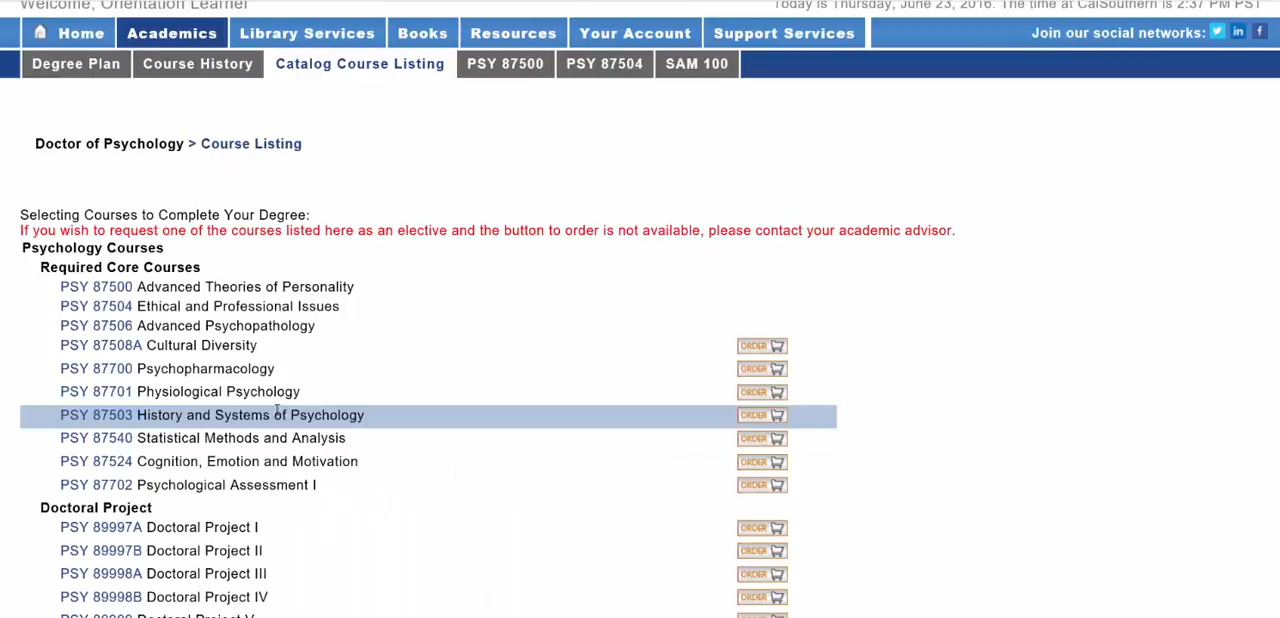 Welcome, Orientation Learner
Today is Thursday, June 23, 2016. The time at CalSouthern is 2:37 PM PST
Home Academics Library Services Books Resources Your Account Support Services Join our social networks:
Degree Plan Course History Catalog Course Listing PSY 87500 PSY 87504 SAM 100
Doctor of Psychology > Course Listing
Selecting Courses to Complete Your Degree:
If you wish to request one of the courses listed here as an elective and the button to order is not available, please contact your academic advisor.
Psychology Courses
Required Core Courses
PSY 87500 Advanced Theories of Personality
PSY 87504 Ethical and Professional Issues
PSY 87506 Advanced Psychopathology
PSY 87508A Cultural Diversity ORDER
PSY 87700 Psychopharmacology ORDER
PSY 87701 Physiological Psychology ORDER
PSY 87503 History and Systems of Psychology ORDER
PSY 87540 Statistical Methods and Analysis ORDER
PSY 87524 Cognition, Emotion and Motivation ORDER
PSY 87702 Psychological Assessment I ORDER
Doctoral Project
PSY 89997A Doctoral Project I ORDER
PSY 89997B Doctoral Project II ORDER
PSY 89998A Doctoral Project III ORDER
PSY 89998B Doctoral Project IV ORDER
PSY 89999 Doctoral Project V